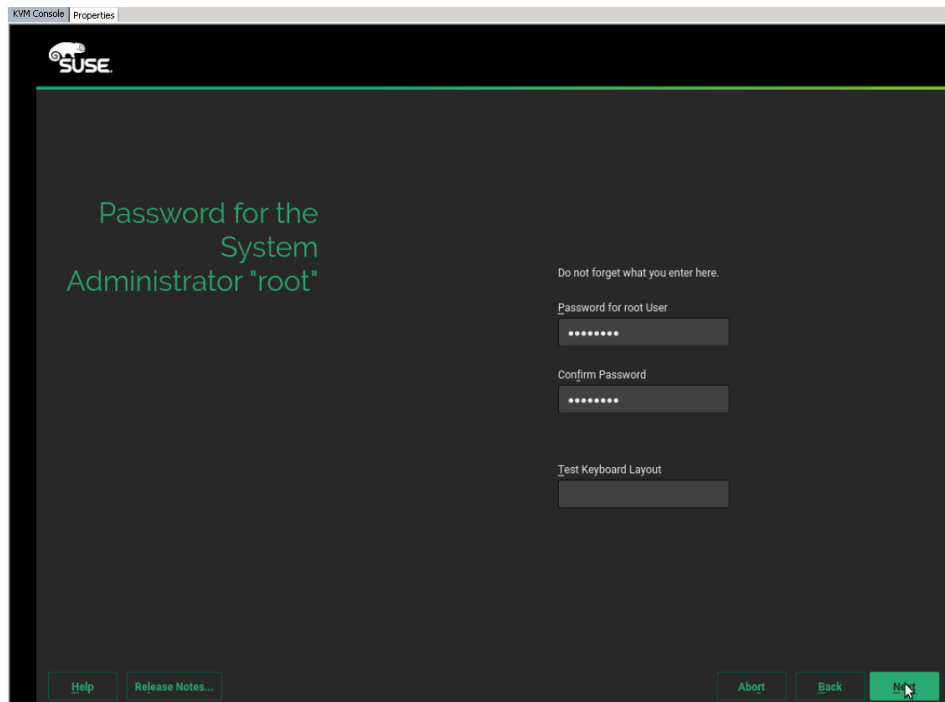 KVM Console Properties
SUSE.
Password for the
System
Administrator "root"
Do not forget what you enter here.
Password for root User
••••••••
Confirm Password
••••••••
Test Keyboard Layout
Help Release Notes... Abort Back Next